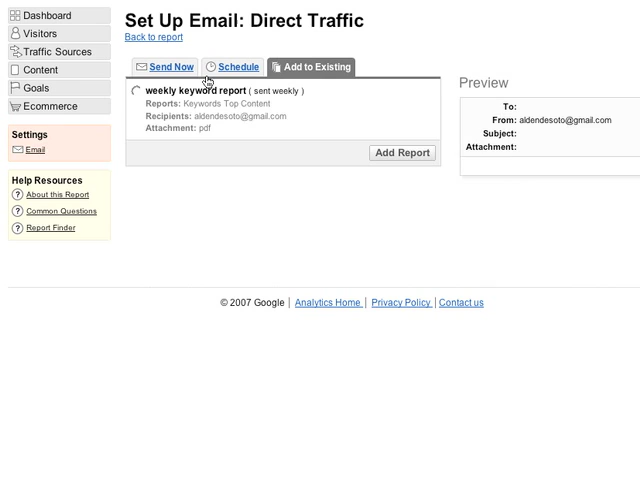 Dashboard
Visitors
Traffic Sources
Content
Goals
Ecommerce
Settings
Email
Help Resources
? About this Report
? Common Questions
? Report Finder
Set Up Email: Direct Traffic
Back to report
Send Now
Schedule
Add to Existing
weekly keyword report ( sent weekly )
Reports: Keywords Top Content
Recipients: aldendesoto@gmail.com
Attachment: pdf
Add Report
Preview
To:
From: aldendesoto@gmail.com
Subject:
Attachment:
© 2007 Google | Analytics Home | Privacy Policy | Contact us